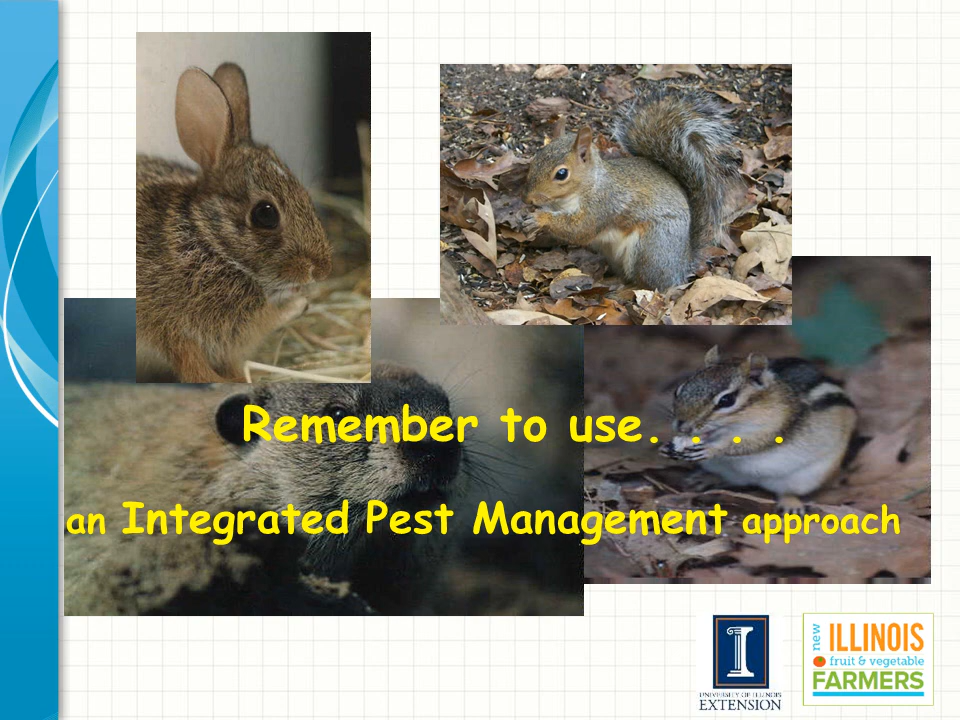 Remember to use. . . .
an Integrated Pest Management approach
UNIVERSITY OF ILLINOIS
EXTENSION
new
ILLINOIS
fruit & vegetable
FARMERS